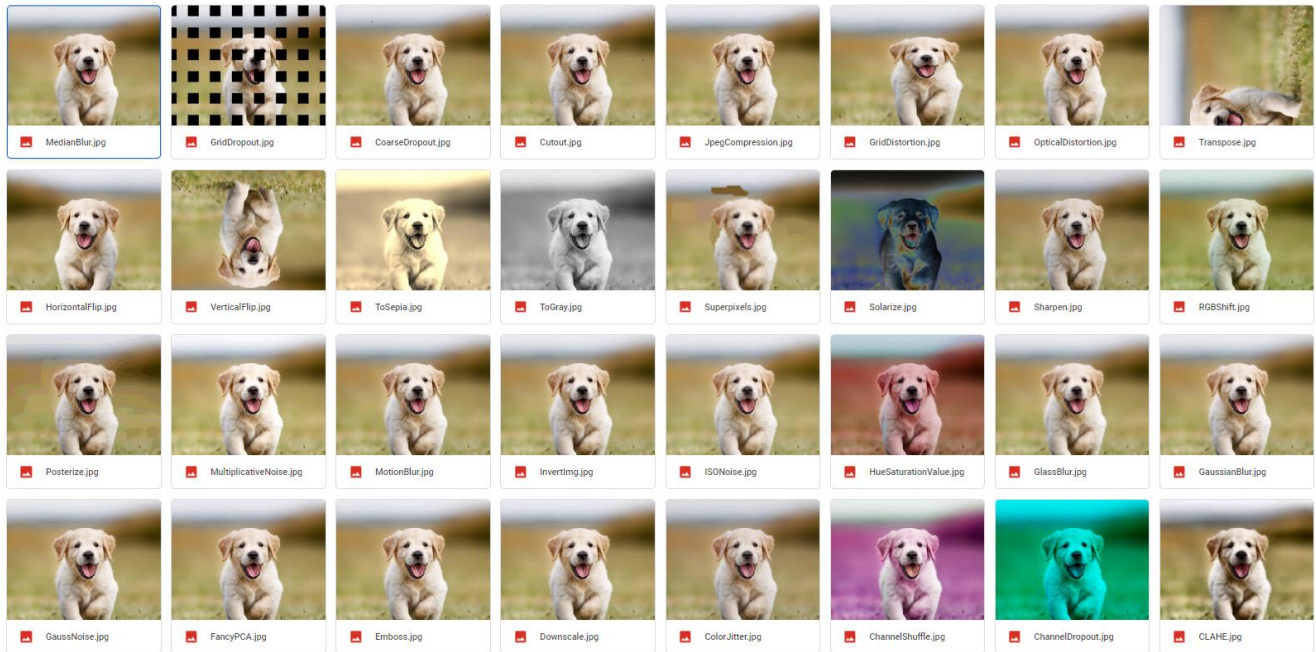 MedianBlur.jpg
GridDropout.jpg
CoarseDropout.jpg
Cutout.jpg
JpegCompression.jpg
GridDistortion.jpg
OpticalDistortion.jpg
Transpose.jpg
HorizontalFlip.jpg
VerticalFlip.jpg
ToSepia.jpg
ToGray.jpg
Superpixels.jpg
Solarize.jpg
Sharpen.jpg
RGBShift.jpg
Posterize.jpg
MultiplicativeNoise.jpg
MotionBlur.jpg
InvertImg.jpg
ISONoise.jpg
HueSaturationValue.jpg
GlassBlur.jpg
GaussianBlur.jpg
GaussNoise.jpg
FancyPCA.jpg
Emboss.jpg
Downscale.jpg
ColorJitter.jpg
ChannelShuffle.jpg
ChannelDropout.jpg
CLAHE.jpg